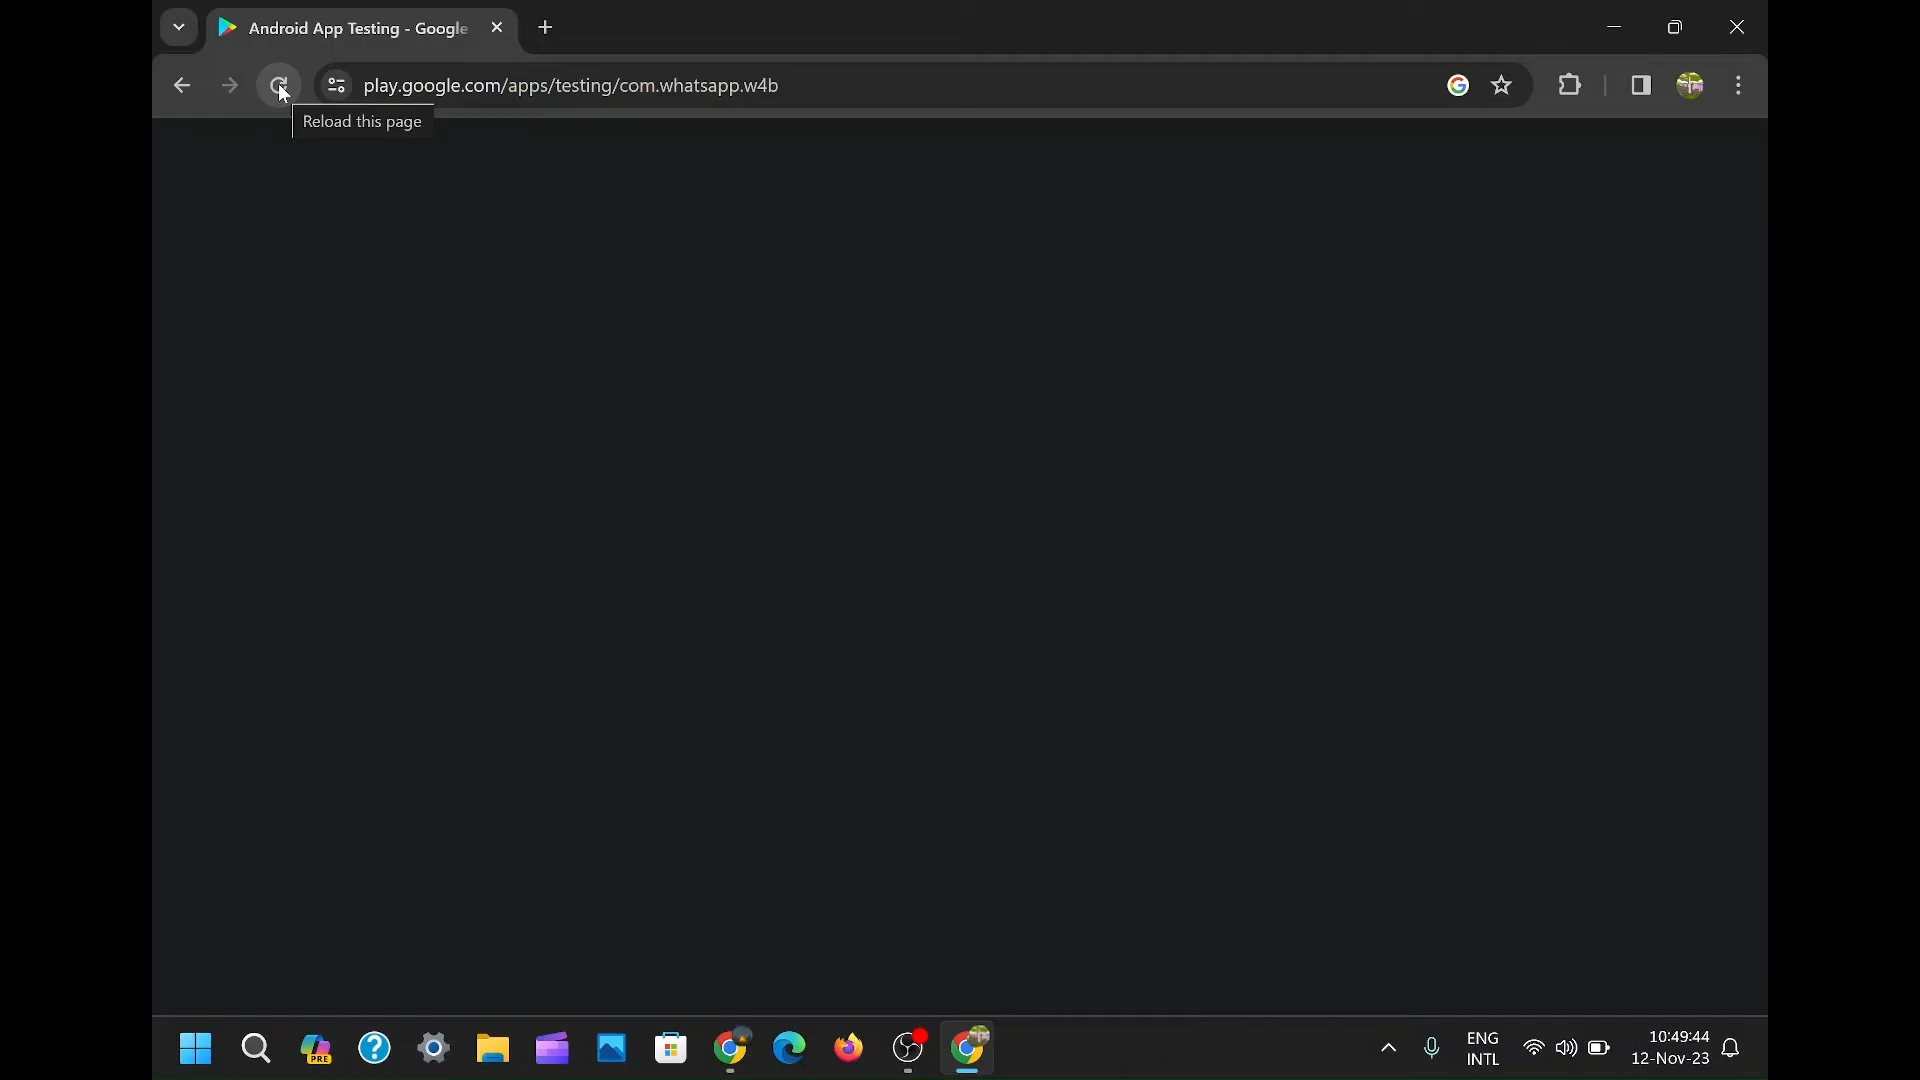 Android App Testing - Google
play.google.com/apps/testing/com.whatsapp.w4b
Reload this page
PRE
ENG
INTL
10:49:44
12-Nov-23